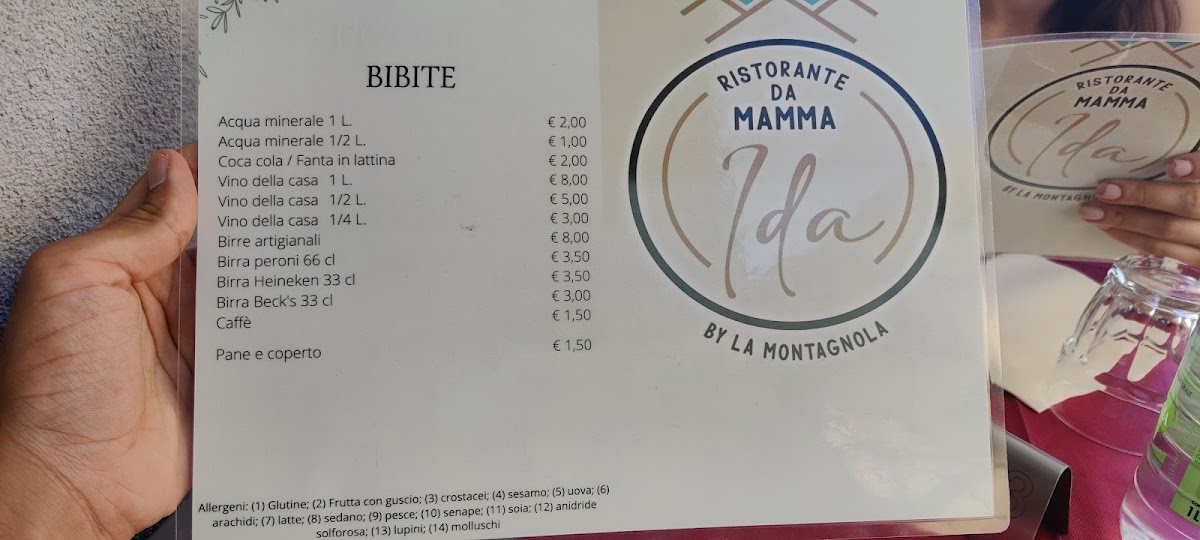 BIBITE
Acqua minerale 1 L. € 2,00
Acqua minerale 1/2 L. € 1,00
Coca cola / Fanta in lattina € 2,00
Vino della casa 1 L. € 8,00
Vino della casa 1/2 L. € 5,00
Vino della casa 1/4 L. € 3,00
Birre artigianali € 8,00
Birra peroni 66 cl € 3,50
Birra Heineken 33 cl € 3,50
Birra Beck's 33 cl € 3,00
Caffè € 1,50
Pane e coperto € 1,50
Allergeni: (1) Glutine; (2) Frutta con guscio; (3) crostacei; (4) sesamo; (5) uova; (6)
arachidi; (7) latte; (8) sedano; (9) pesce; (10) senape; (11) soia; (12) anidride
solforosa; (13) lupini; (14) molluschi
RISTORANTE
DA
MAMMA
Ida
BY LA MONTAGNOLA
RISTORANTE
DA
MAMMA
Ida
BY LA